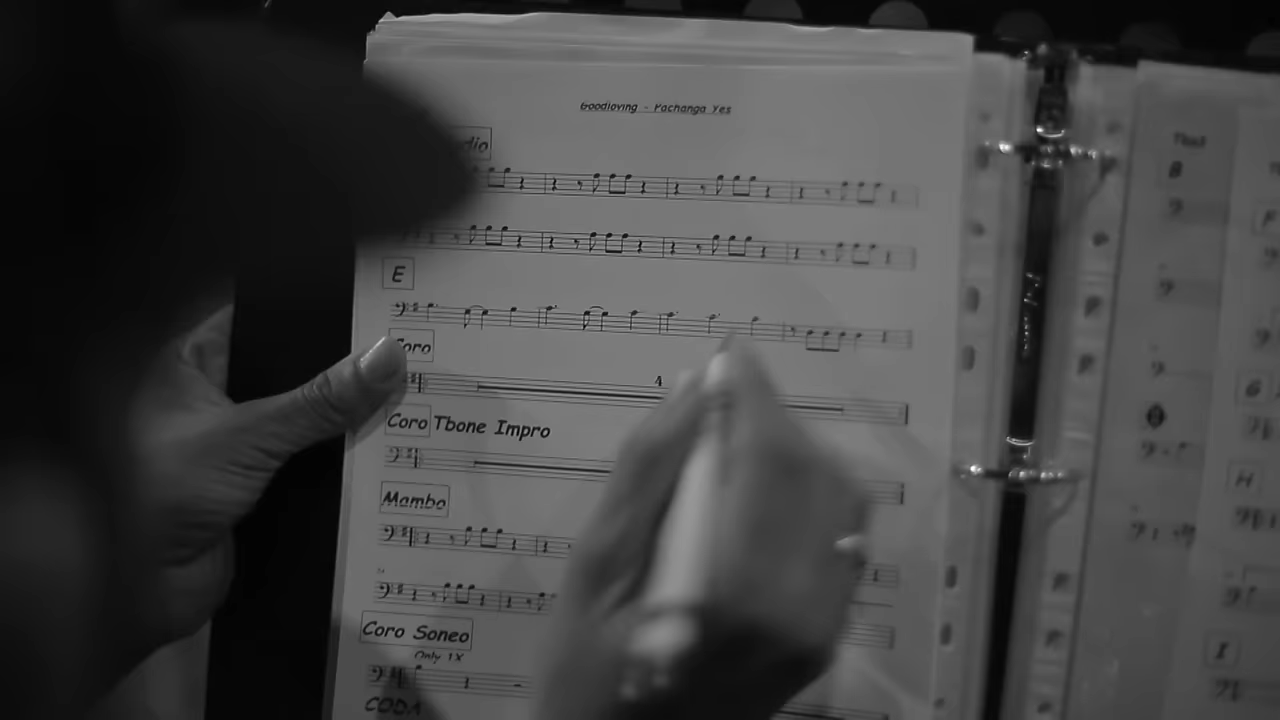 Goodloving - Pachanga Yes
E
Coro
4
Coro Tbone Impro
Mambo
Coro Soneo
Only 1X
CODA
H
I